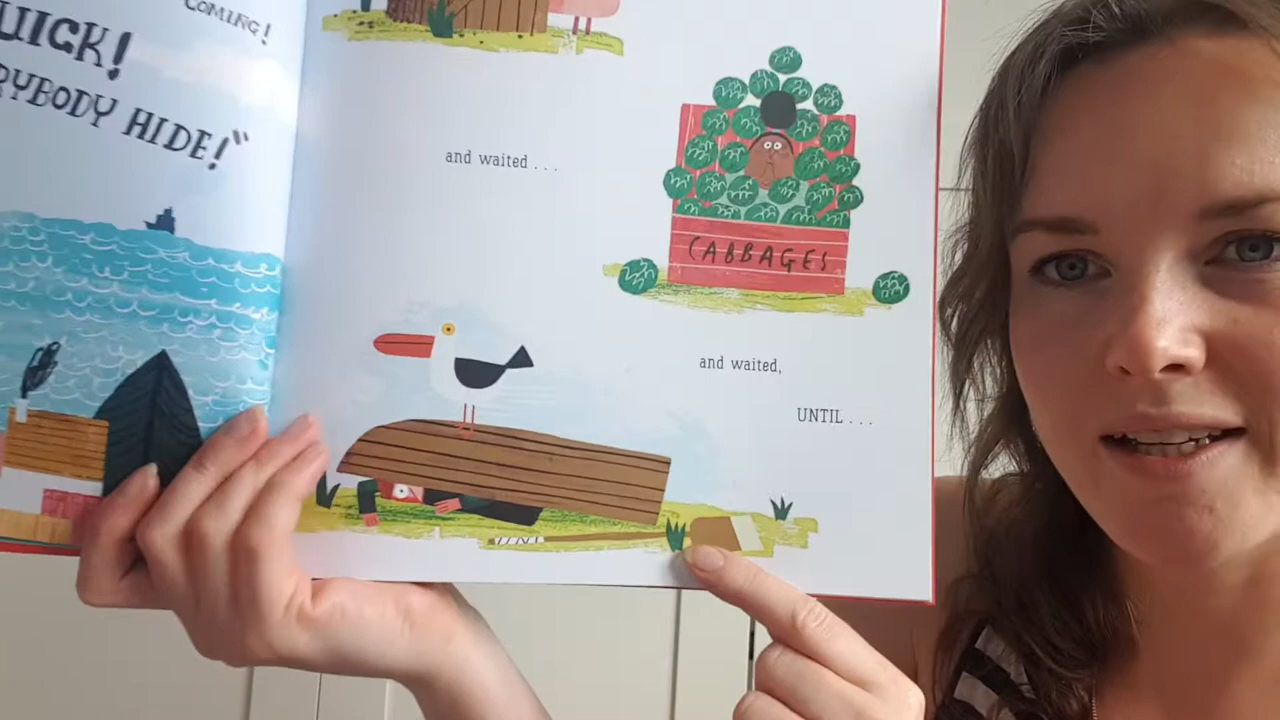 COMING!
UICK!
RYBODY HIDE!"
and waited . . .
CABBAGES
and waited,
UNTIL . . .